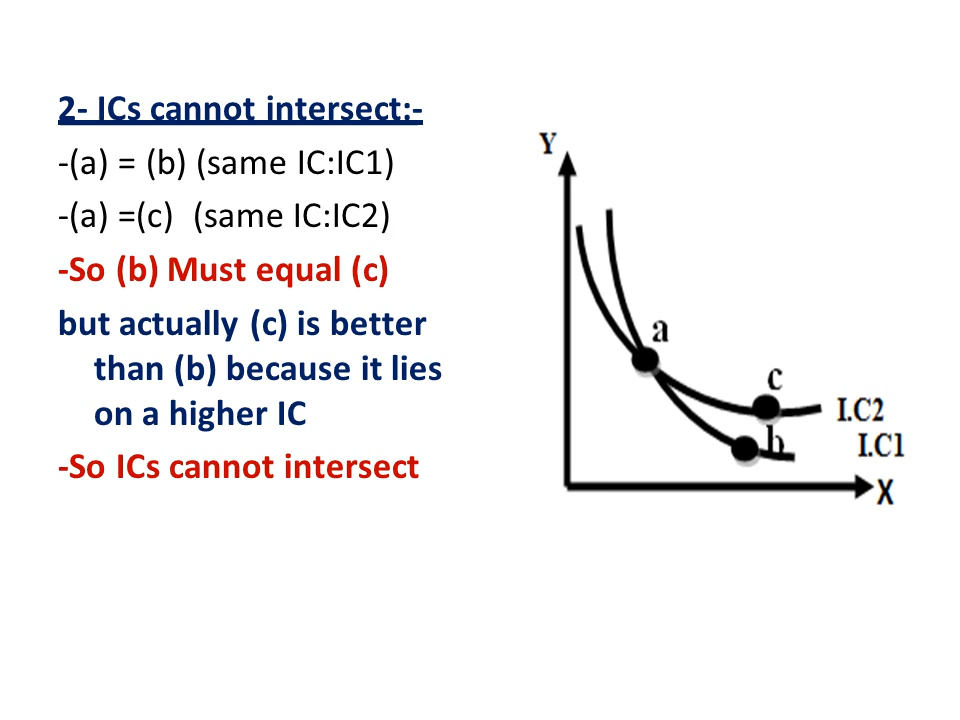 2- ICs cannot intersect:-
-(a) = (b) (same IC:IC1)
-(a) =(c)  (same IC:IC2)
-So (b) Must equal (c)
but actually (c) is better
than (b) because it lies
on a higher IC
-So ICs cannot intersect
Y
a
c
I.C2
b
I.C1
X